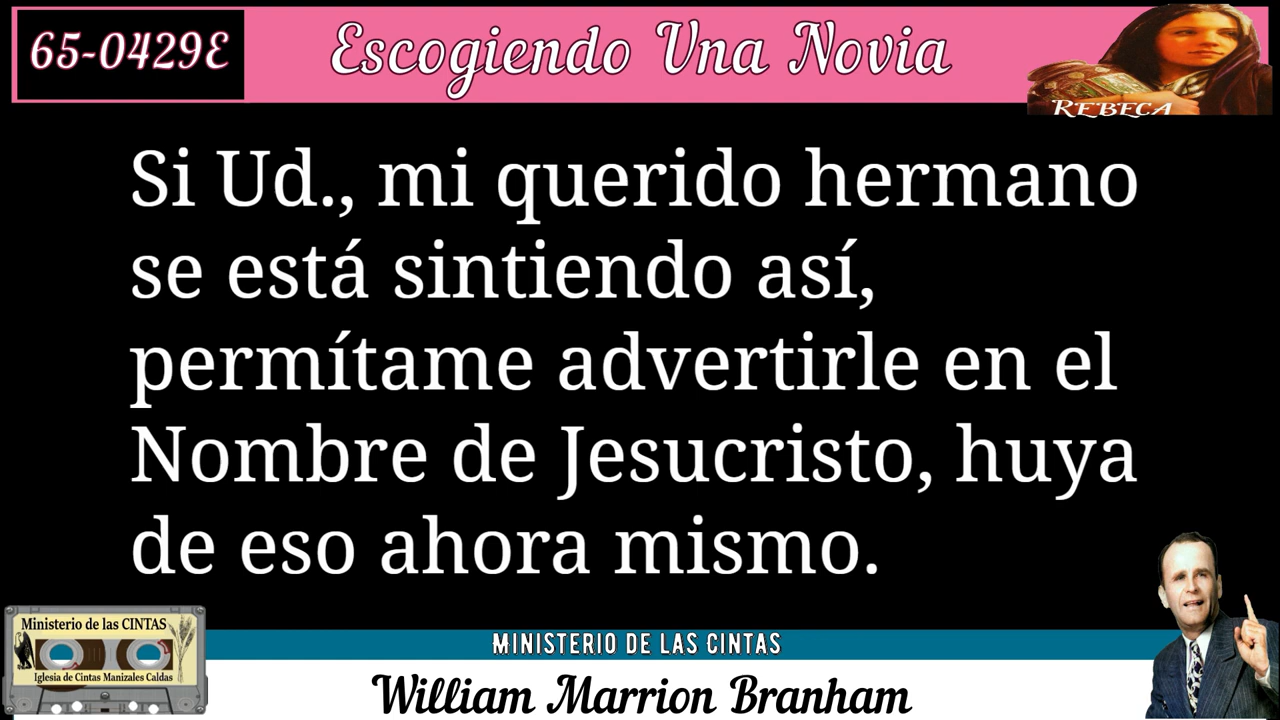 65-0429E
Escogiendo Una Novia
REBECA
Si Ud., mi querido hermano
se está sintiendo así,
permítame advertirle en el
Nombre de Jesucristo, huya
de eso ahora mismo.
Ministerio de las CINTAS
Iglesia de Cintas Manizales Caldas
MINISTERIO DE LAS CINTAS
William Marrion Branham